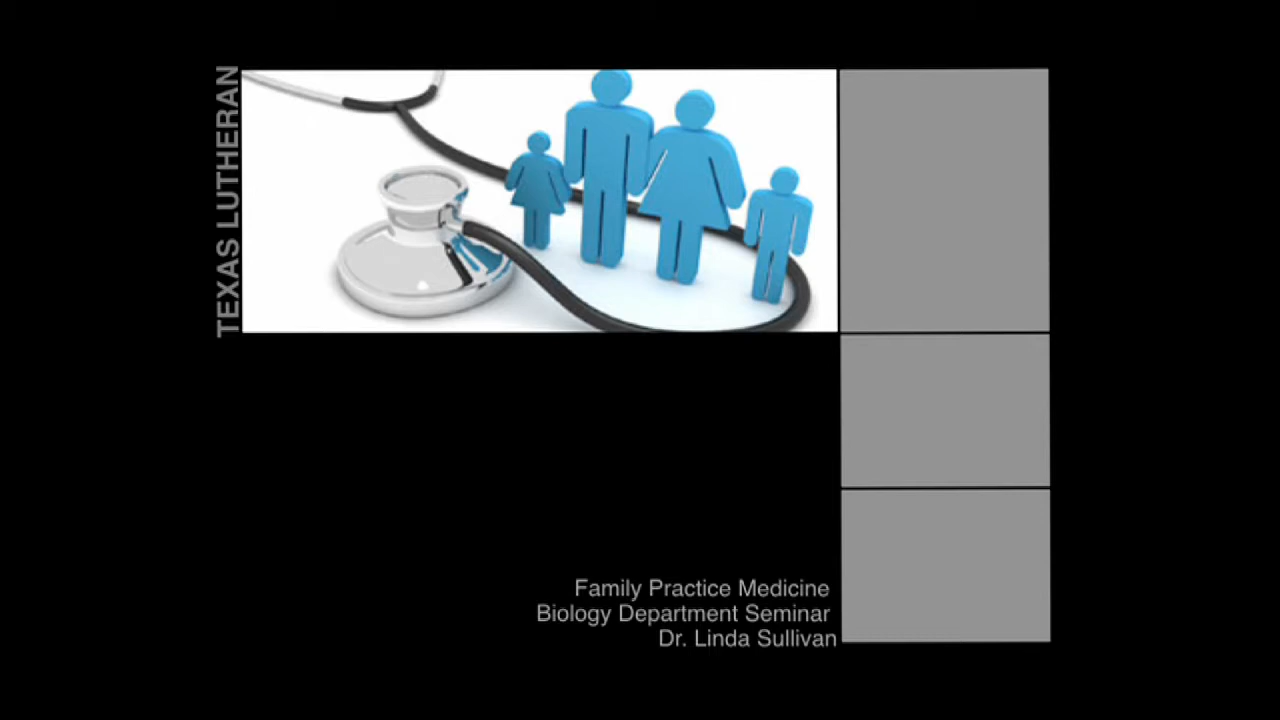 TEXAS LUTHERAN
Family Practice Medicine
Biology Department Seminar
Dr. Linda Sullivan